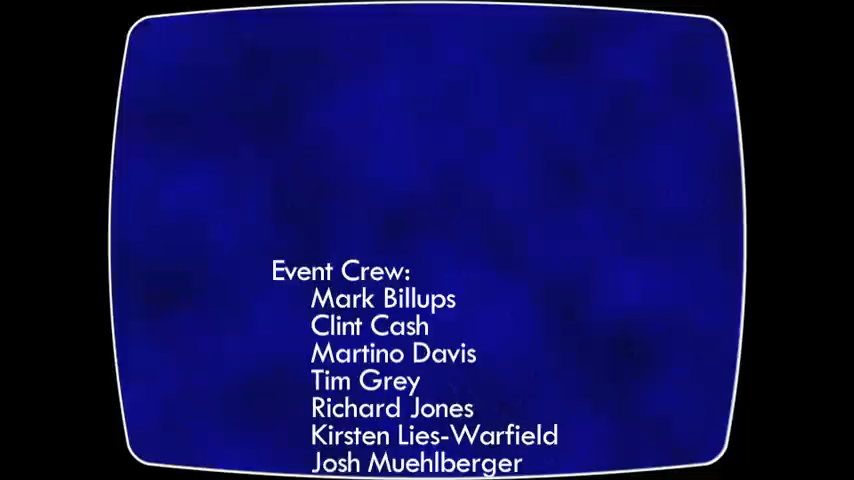 Event Crew:
Mark Billups
Clint Cash
Martino Davis
Tim Grey
Richard Jones
Kirsten Lies-Warfield
Josh Muehlberger